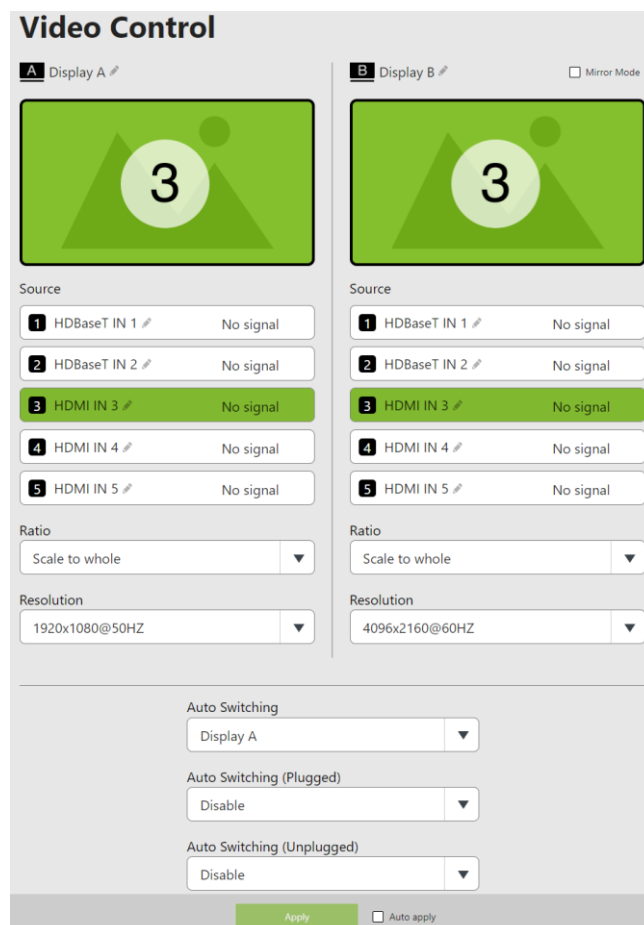 Video Control
A Display A
B Display B Mirror Mode
3
3
Source
1 HDBaseT IN 1 No signal
2 HDBaseT IN 2 No signal
3 HDMI IN 3 No signal
4 HDMI IN 4 No signal
5 HDMI IN 5 No signal
Ratio
Scale to whole
Resolution
1920x1080@50HZ
Source
1 HDBaseT IN 1 No signal
2 HDBaseT IN 2 No signal
3 HDMI IN 3 No signal
4 HDMI IN 4 No signal
5 HDMI IN 5 No signal
Ratio
Scale to whole
Resolution
4096x2160@60HZ
Auto Switching
Display A
Auto Switching (Plugged)
Disable
Auto Switching (Unplugged)
Disable
Apply Auto apply